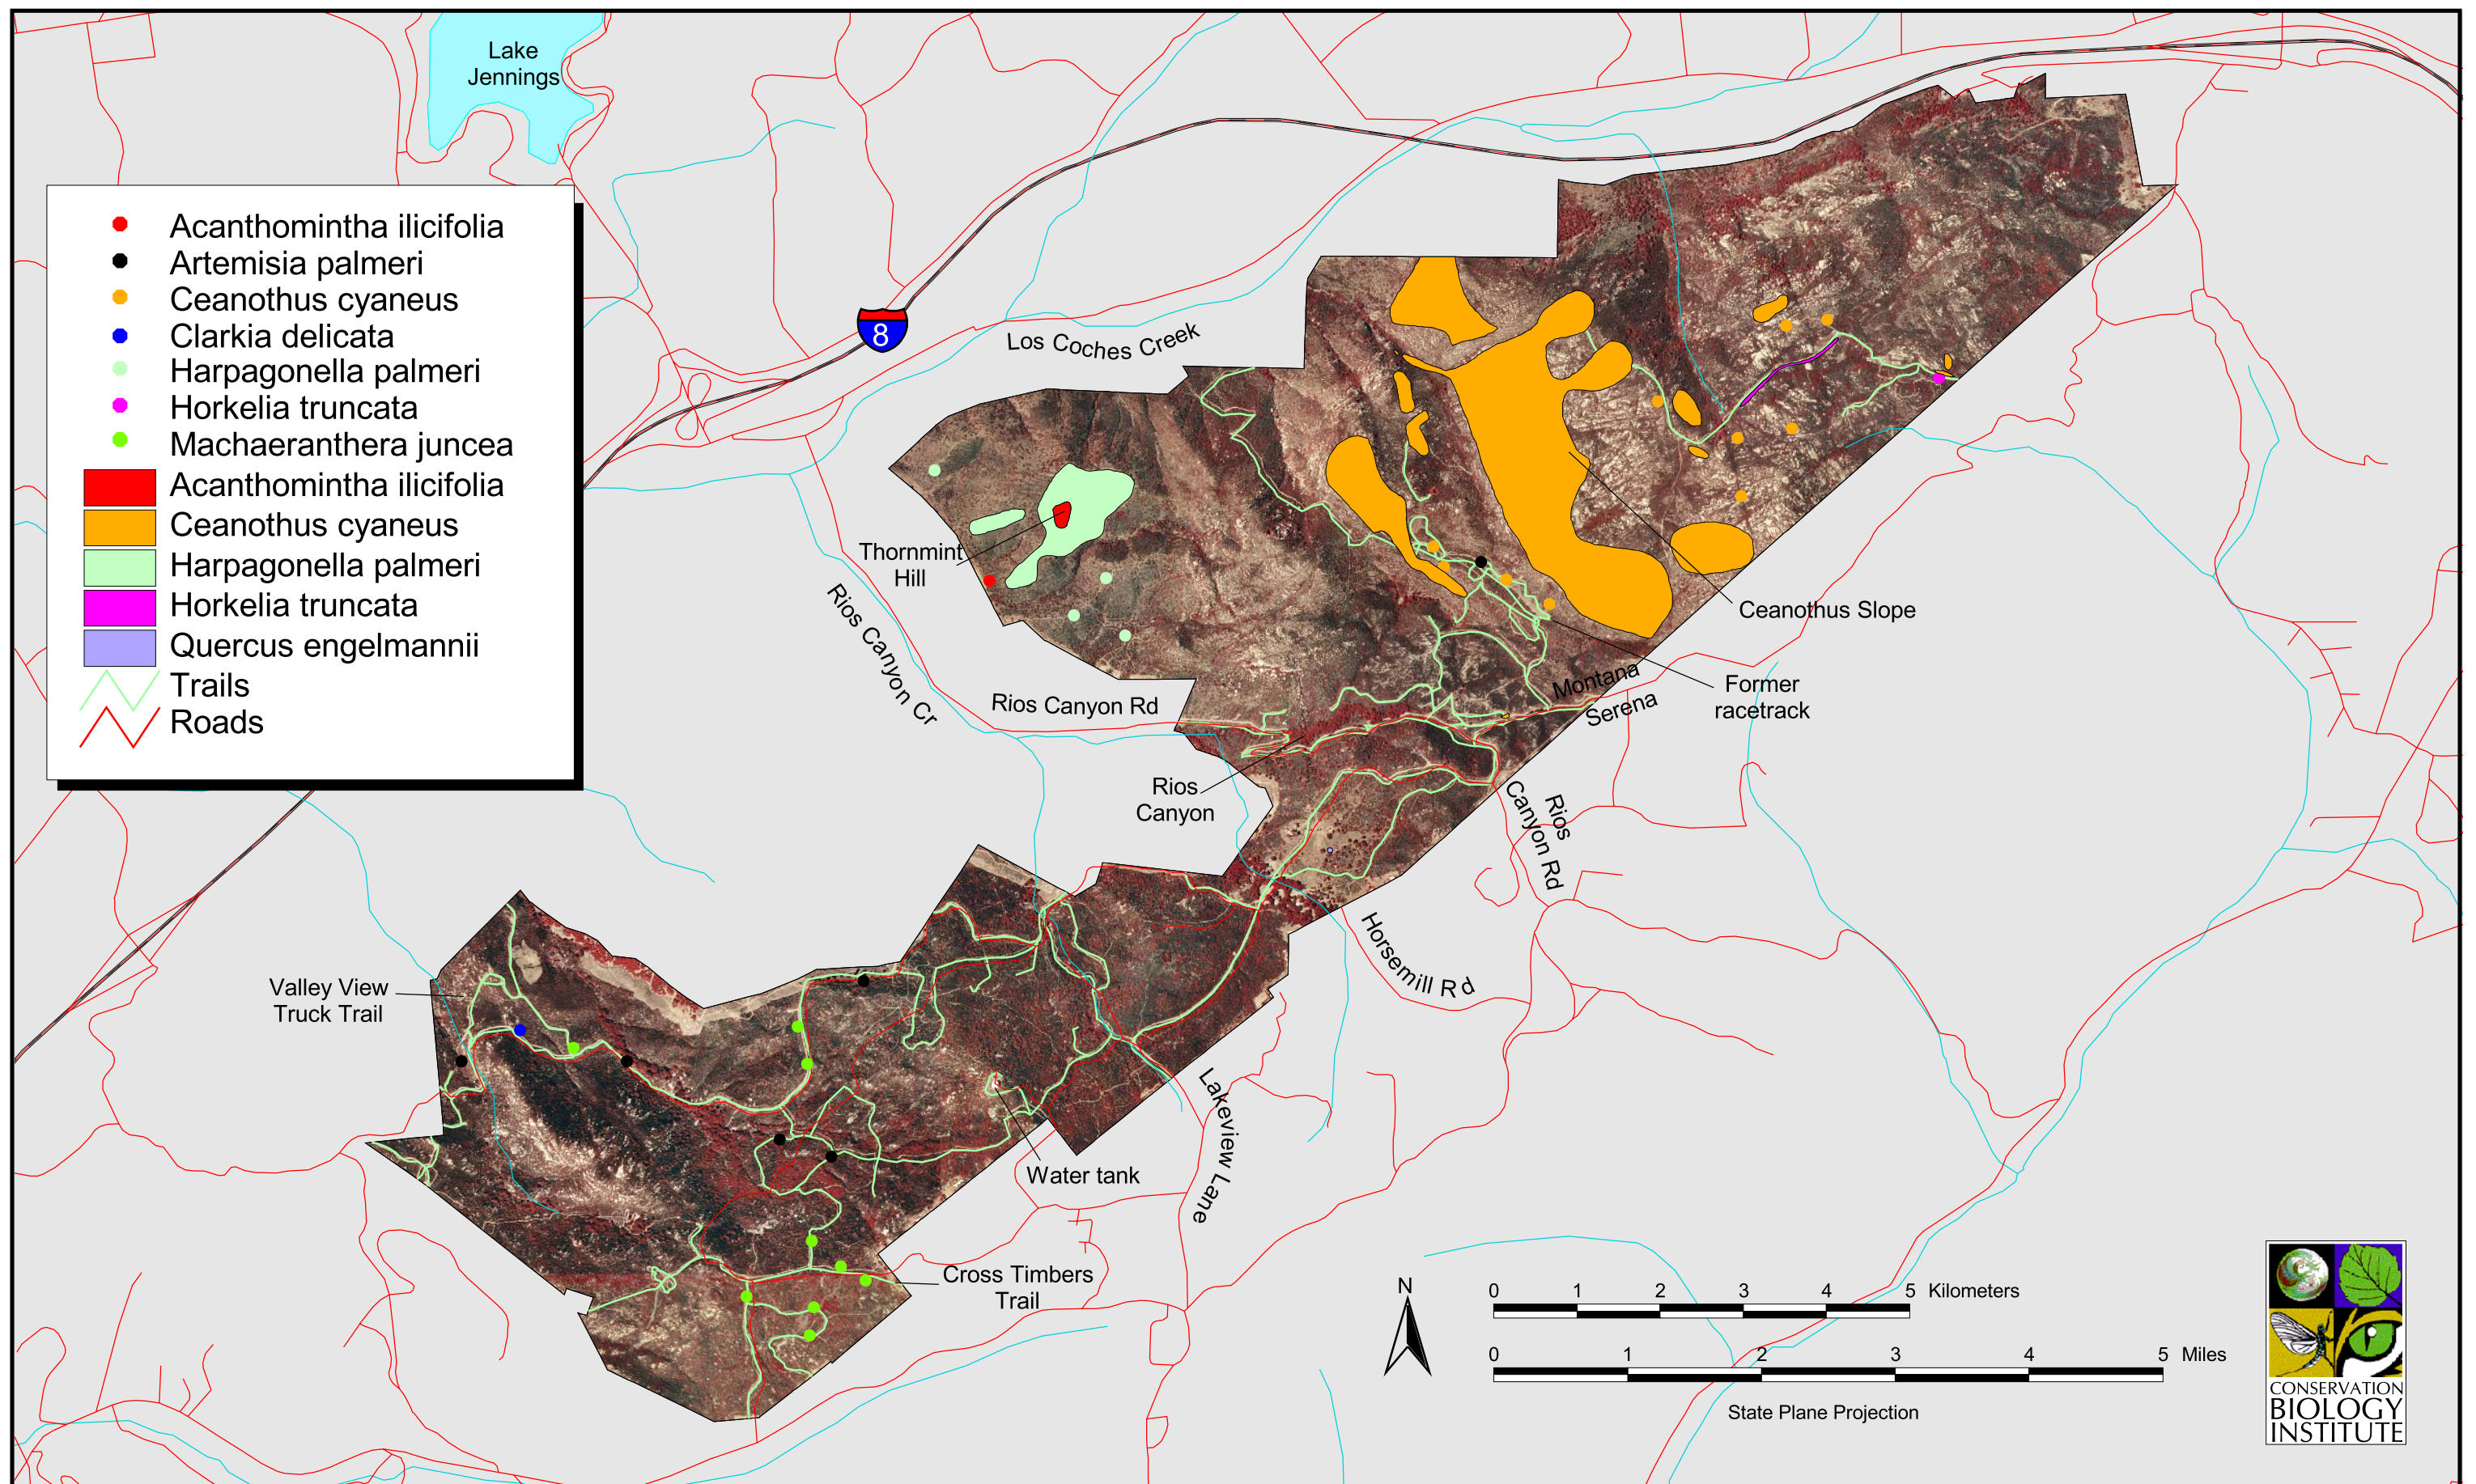 Lake
Jennings
Acanthomintha ilicifolia
Artemisia palmeri
Ceanothus cyaneus
Clarkia delicata
Harpagonella palmeri
Horkelia truncata
Machaeranthera juncea
Acanthomintha ilicifolia
Ceanothus cyaneus
Harpagonella palmeri
Horkelia truncata
Quercus engelmannii
Trails
Roads
8
Los Coches Creek
Thornmint
Hill
Rios Canyon Cr
Rios Canyon Rd
Ceanothus Slope
Montana
Serena
Former
racetrack
Rios
Canyon
Rios
Canyon Rd
Horsemill Rd
Valley View
Truck Trail
Lakeview Lane
Water tank
Cross Timbers
Trail
N
0 1 2 3 4 5 Kilometers
0 1 2 3 4 5 Miles
State Plane Projection
CONSERVATION
BIOLOGY
INSTITUTE